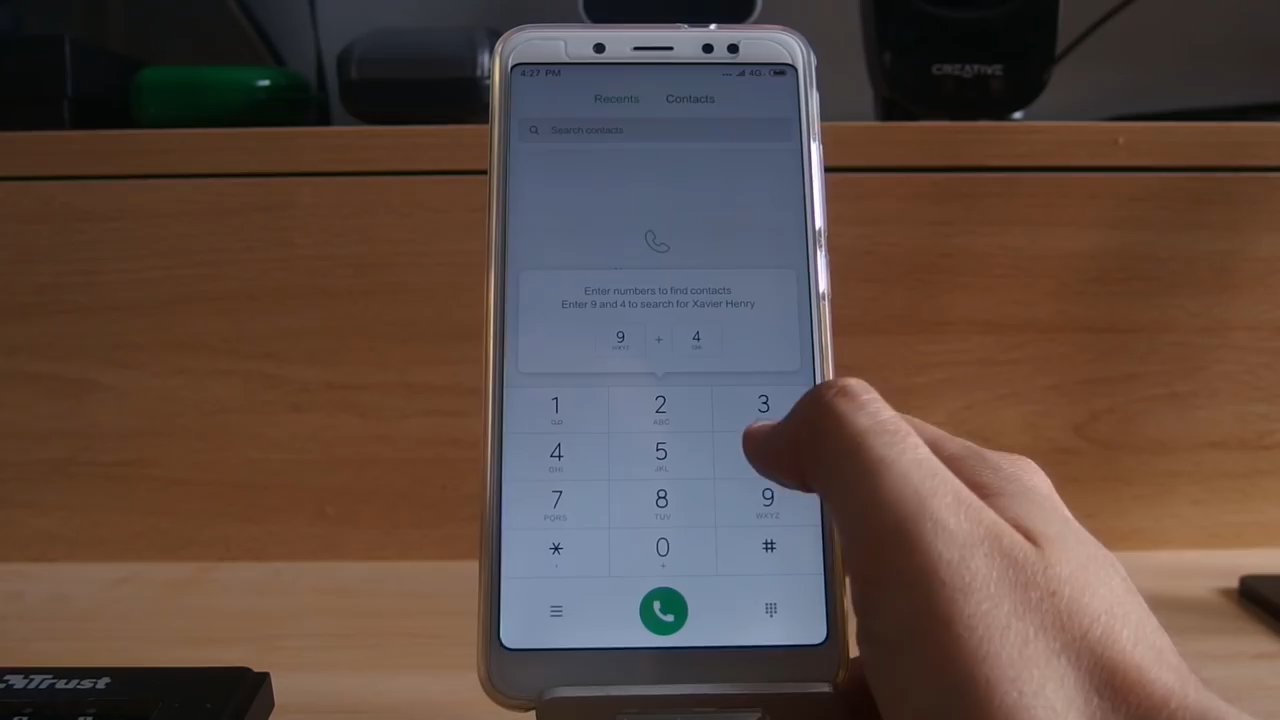 CREATIVE
4:27 PM
4G
Recents Contacts
Search contacts
Enter numbers to find contacts
Enter 9 and 4 to search for Xavier Henry
9 + 4
WXYZ GHI
1 2 3
ABC
4 5
GHI JKL
7 8 9
PQRS TUV WXYZ
* 0 #
, +
Trust